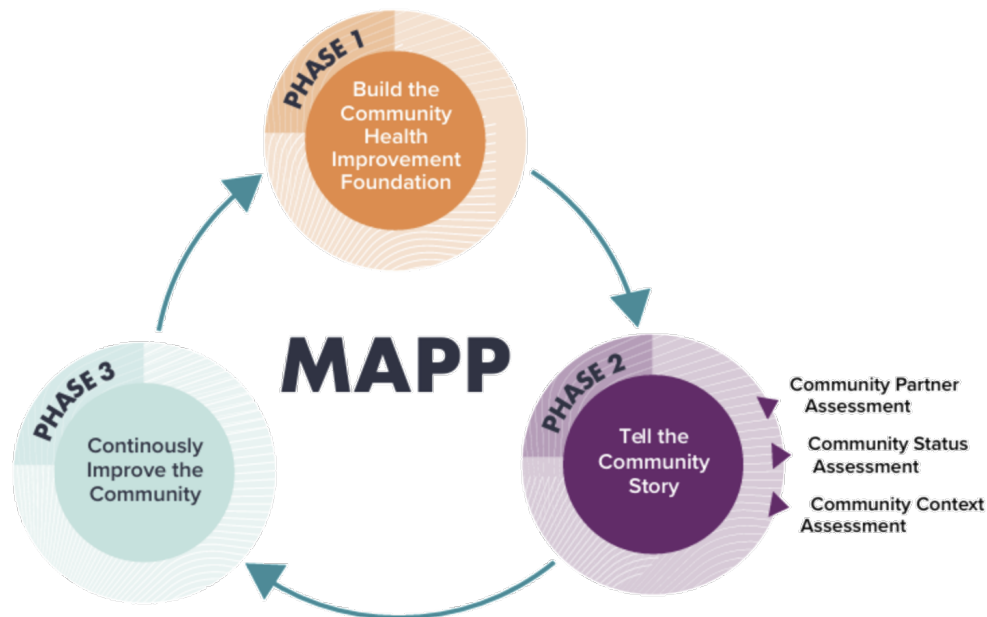 PHASE 1
Build the
Community
Health
Improvement
Foundation
MAPP
PHASE 2
Tell the
Community
Story
Community Partner
Assessment
Community Status
Assessment
Community Context
Assessment
PHASE 3
Continously
Improve the
Community